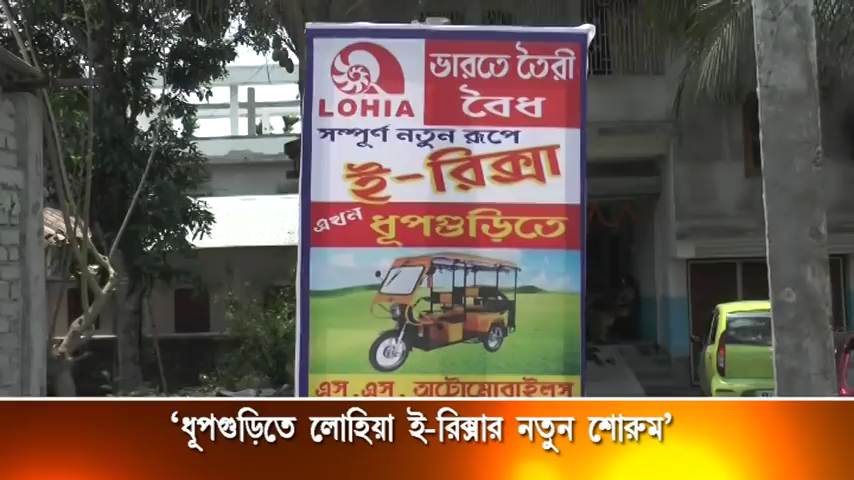 LOHIA
ভারতে তৈরী
বৈধ
সম্পূর্ণ নতুন রূপে
ই-রিক্সা
এখন ধূপগুড়িতে
এস. এস. অটোমোবাইলস
'ধূপগুড়িতে লোহিয়া ই-রিক্সার নতুন শোরুম'